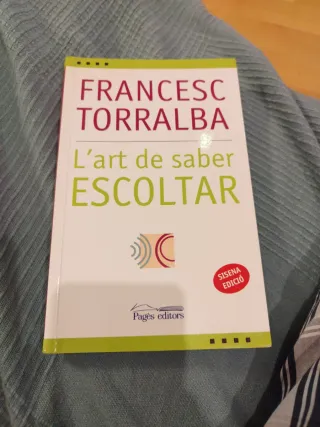 FRANCESC
TORRALBA
L'art de saber
ESCOLTAR
SISENA
EDICIÓ
Pagès editors